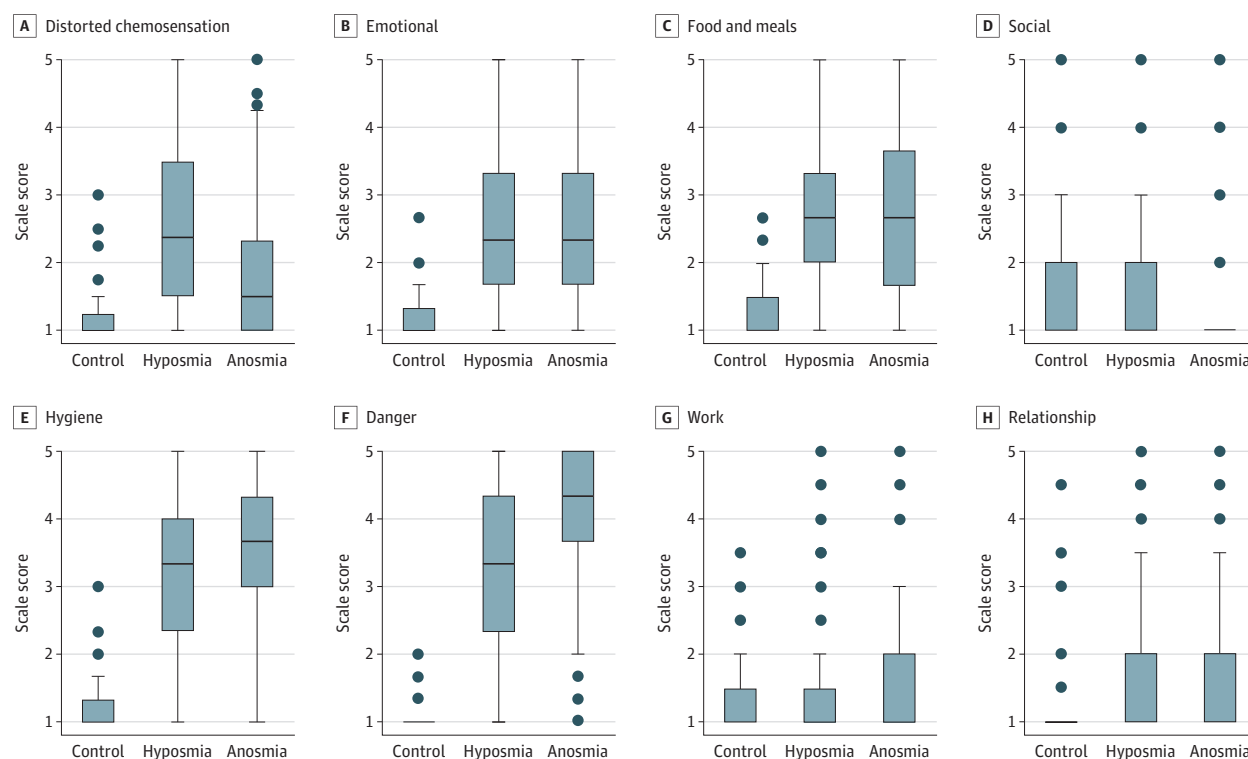 A Distorted chemosensation
B Emotional
C Food and meals
D Social
5
4
3
2
1
Scale score
Control Hyposmia Anosmia
5
4
3
2
1
Scale score
Control Hyposmia Anosmia
5
4
3
2
1
Scale score
Control Hyposmia Anosmia
5
4
3
2
1
Scale score
Control Hyposmia Anosmia
E Hygiene
F Danger
G Work
H Relationship
5
4
3
2
1
Scale score
Control Hyposmia Anosmia
5
4
3
2
1
Scale score
Control Hyposmia Anosmia
5
4
3
2
1
Scale score
Control Hyposmia Anosmia
5
4
3
2
1
Scale score
Control Hyposmia Anosmia